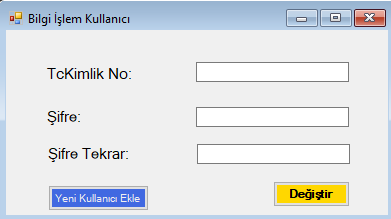 Bilgi İşlem Kullanıcı
TcKimlik No:
Şifre:
Şifre Tekrar:
Yeni Kullanıcı Ekle
Değiştir